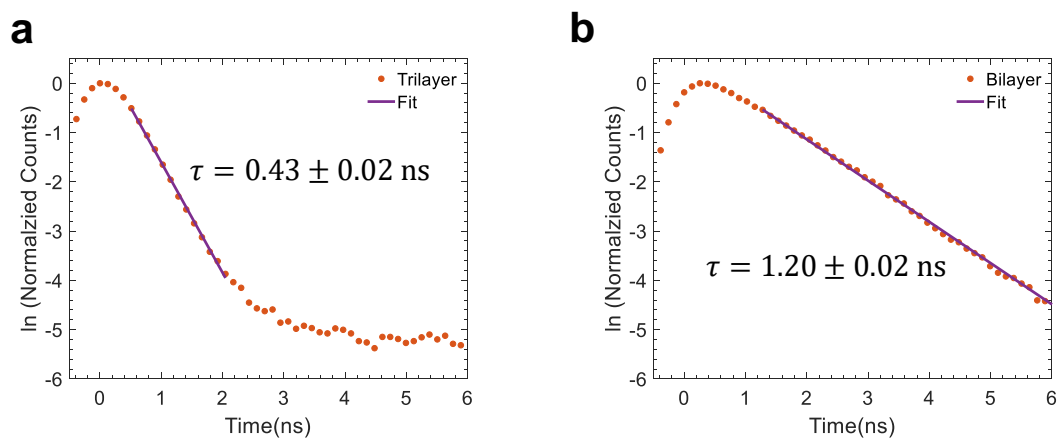 a
0
-1
-2
-3
-4
-5
-6
ln (Normalzied Counts)
Trilayer
Fit
τ = 0.43 ± 0.02 ns
0 1 2 3 4 5 6
Time(ns)
b
0
-1
-2
-3
-4
-5
-6
ln (Normalzied Counts)
Bilayer
Fit
τ = 1.20 ± 0.02 ns
0 1 2 3 4 5 6
Time(ns)